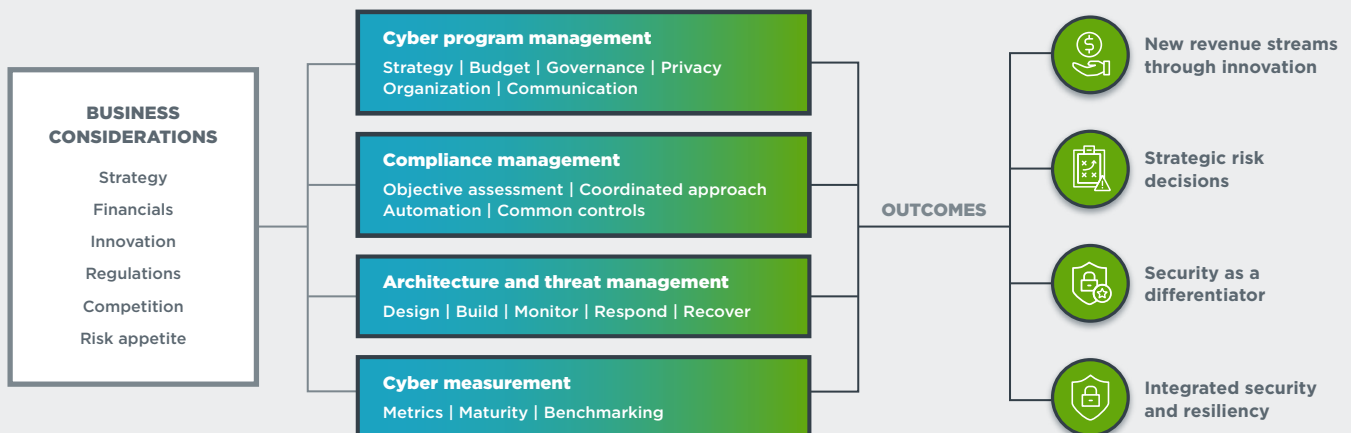 BUSINESS
CONSIDERATIONS
Strategy
Financials
Innovation
Regulations
Competition
Risk appetite
Cyber program management
Strategy | Budget | Governance | Privacy
Organization | Communication
Compliance management
Objective assessment | Coordinated approach
Automation | Common controls
Architecture and threat management
Design | Build | Monitor | Respond | Recover
Cyber measurement
Metrics | Maturity | Benchmarking
OUTCOMES
$
New revenue streams
through innovation
Strategic risk
decisions
Security as a
differentiator
Integrated security
and resiliency